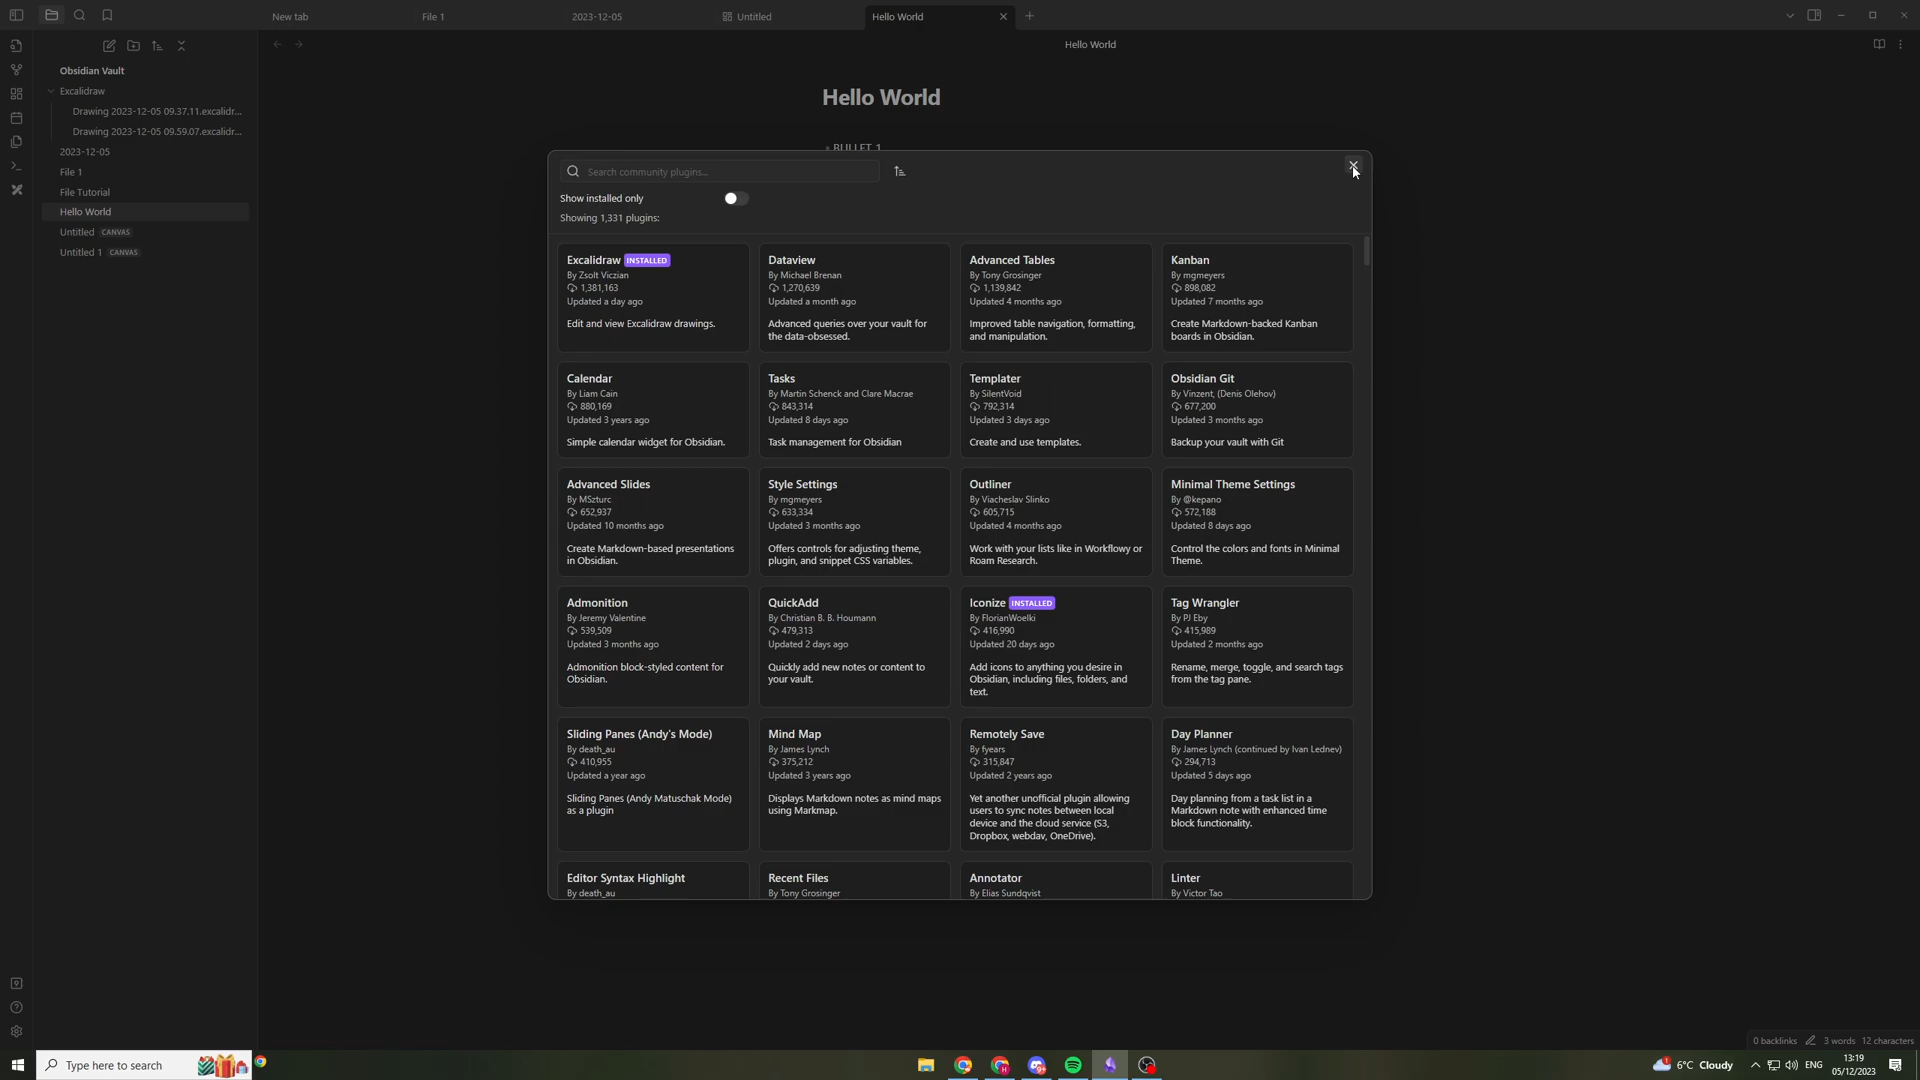 New tab
File 1
2023-12-05
Untitled
Hello World
Hello World
Obsidian Vault
Excalidraw
Drawing 2023-12-05 09.37.11.excalidr...
Drawing 2023-12-05 09.59.07.excalidr...
2023-12-05
File 1
File Tutorial
Hello World
Untitled CANVAS
Untitled 1 CANVAS
Hello World
BULLET 1
Search community plugins...
Show installed only
Showing 1,331 plugins:
Excalidraw INSTALLED
By Zsolt Viczian
1,381,163
Updated a day ago
Edit and view Excalidraw drawings.
Dataview
By Michael Brenan
1,270,639
Updated a month ago
Advanced queries over your vault for
the data-obsessed.
Advanced Tables
By Tony Grosinger
1,139,842
Updated 4 months ago
Improved table navigation, formatting,
and manipulation.
Kanban
By mgmeyers
898,082
Updated 7 months ago
Create Markdown-backed Kanban
boards in Obsidian.
Calendar
By Liam Cain
880,169
Updated 3 years ago
Simple calendar widget for Obsidian.
Tasks
By Martin Schenck and Clare Macrae
843,314
Updated 8 days ago
Task management for Obsidian
Templater
By SilentVoid
792,314
Updated 3 days ago
Create and use templates.
Obsidian Git
By Vinzent, (Denis Olehov)
677,200
Updated 3 months ago
Backup your vault with Git
Advanced Slides
By MSzturc
652,937
Updated 10 months ago
Create Markdown-based presentations
in Obsidian.
Style Settings
By mgmeyers
633,334
Updated 3 months ago
Offers controls for adjusting theme,
plugin, and snippet CSS variables.
Outliner
By Viacheslav Slinko
605,715
Updated 4 months ago
Work with your lists like in Workflowy or
Roam Research.
Minimal Theme Settings
By @kepano
572,188
Updated 8 days ago
Control the colors and fonts in Minimal
Theme.
Admonition
By Jeremy Valentine
539,509
Updated 3 months ago
Admonition block-styled content for
Obsidian.
QuickAdd
By Christian B. B. Houmann
479,313
Updated 2 days ago
Quickly add new notes or content to
your vault.
Iconize INSTALLED
By FlorianWoelki
416,990
Updated 20 days ago
Add icons to anything you desire in
Obsidian, including files, folders, and
text.
Tag Wrangler
By PJ Eby
415,989
Updated 2 months ago
Rename, merge, toggle, and search tags
from the tag pane.
Sliding Panes (Andy's Mode)
By death_au
410,955
Updated a year ago
Sliding Panes (Andy Matuschak Mode)
as a plugin
Mind Map
By James Lynch
375,212
Updated 3 years ago
Displays Markdown notes as mind maps
using Markmap.
Remotely Save
By fyears
315,847
Updated 2 years ago
Yet another unofficial plugin allowing
users to sync notes between local
device and the cloud service (S3,
Dropbox, webdav, OneDrive).
Day Planner
By James Lynch (continued by Ivan Lednev)
294,713
Updated 5 days ago
Day planning from a task list in a
Markdown note with enhanced time
block functionality.
Editor Syntax Highlight
By death_au
Recent Files
By Tony Grosinger
Annotator
By Elias Sundqvist
Linter
By Victor Tao
0 backlinks
3 words
12 characters
Type here to search
6°C Cloudy
ENG
13:19
05/12/2023